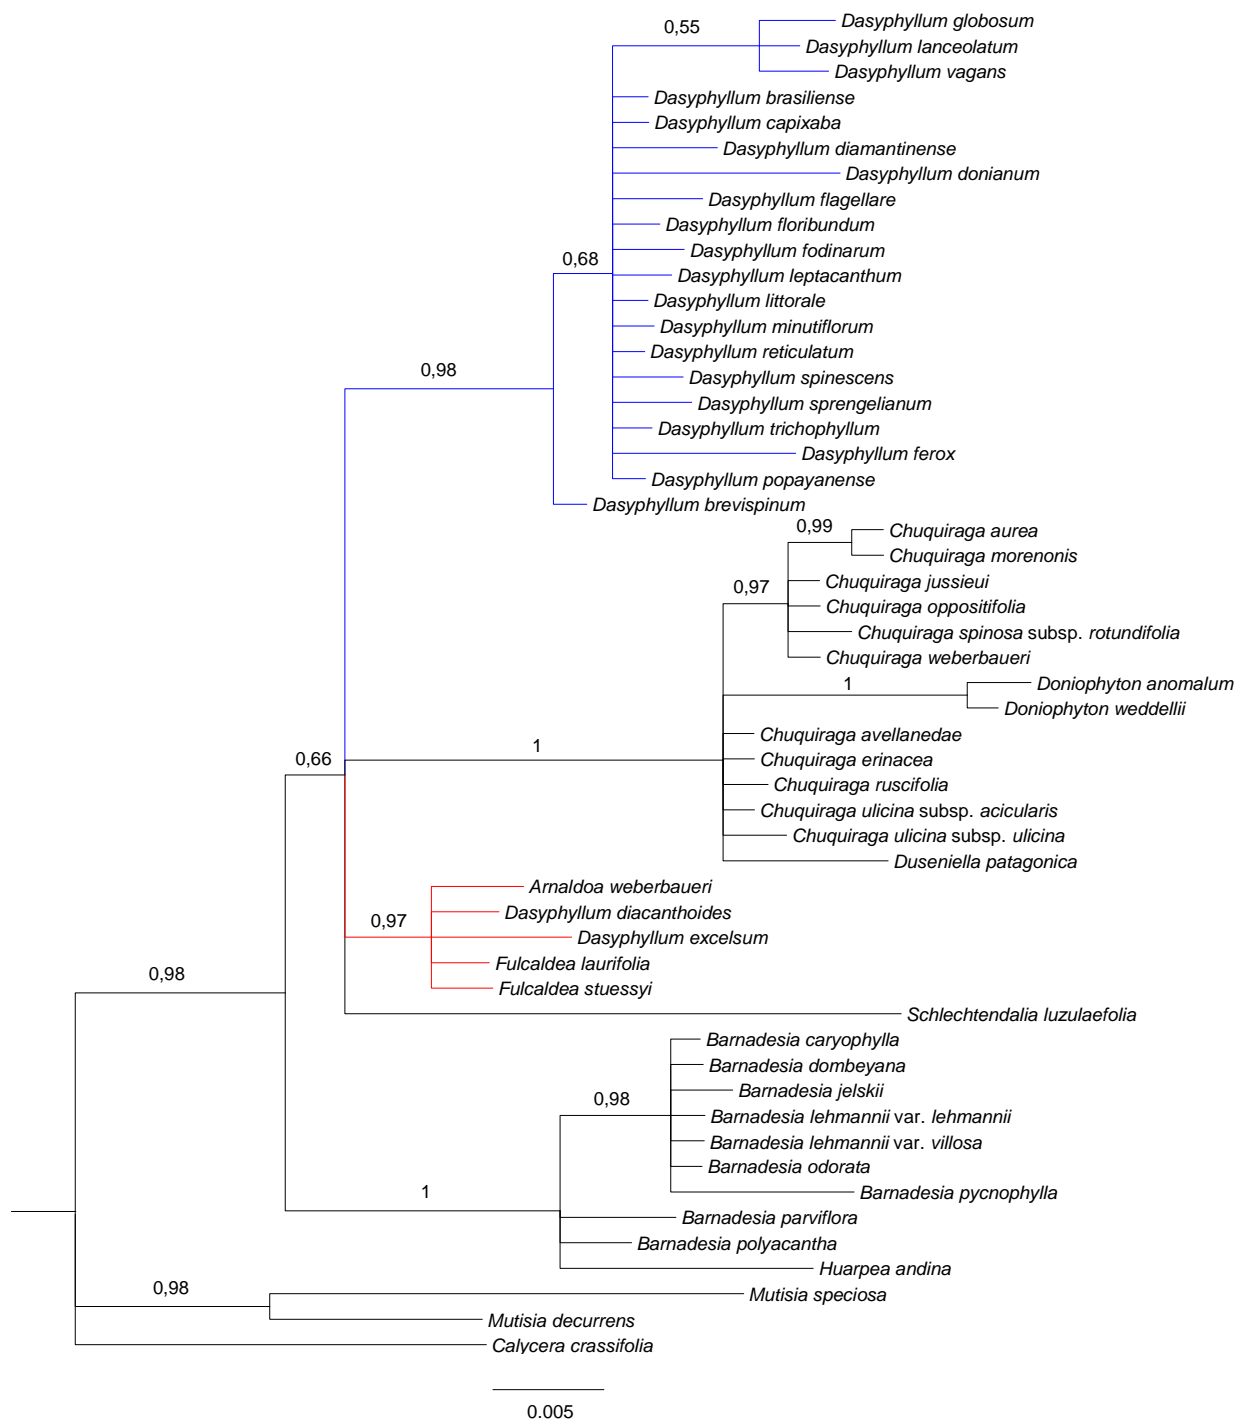 0,55
Dasyphyllum globosum
Dasyphyllum lanceolatum
Dasyphyllum vagans
Dasyphyllum brasiliense
Dasyphyllum capixaba
Dasyphyllum diamantinense
Dasyphyllum donianum
Dasyphyllum flagellare
Dasyphyllum floribundum
Dasyphyllum fodinarum
0,68
Dasyphyllum leptacanthum
Dasyphyllum littorale
Dasyphyllum minutiflorum
Dasyphyllum reticulatum
0,98
Dasyphyllum spinescens
Dasyphyllum sprengelianum
Dasyphyllum trichophyllum
Dasyphyllum ferox
Dasyphyllum popayanense
Dasyphyllum brevispinum
0,99
Chuquiraga aurea
Chuquiraga morenonis
Chuquiraga jussieui
0,97
Chuquiraga oppositifolia
Chuquiraga spinosa subsp. rotundifolia
Chuquiraga weberbaueri
1
Doniophyton anomalum
Doniophyton weddellii
Chuquiraga avellanedae
1
0,66
Chuquiraga erinacea
Chuquiraga ruscifolia
Chuquiraga ulicina subsp. acicularis
Chuquiraga ulicina subsp. ulicina
Duseniella patagonica
Arnaldoa weberbaueri
Dasyphyllum diacanthoides
0,97
Dasyphyllum excelsum
Fulcaldea laurifolia
0,98
Fulcaldea stuessyi
Schlechtendalia luzulaefolia
Barnadesia caryophylla
Barnadesia dombeyana
Barnadesia jelskii
0,98
Barnadesia lehmannii var. lehmannii
Barnadesia lehmannii var. villosa
Barnadesia odorata
1
Barnadesia pycnophylla
Barnadesia parviflora
Barnadesia polyacantha
Huarpea andina
0,98
Mutisia speciosa
Mutisia decurrens
Calycera crassifolia
0.005